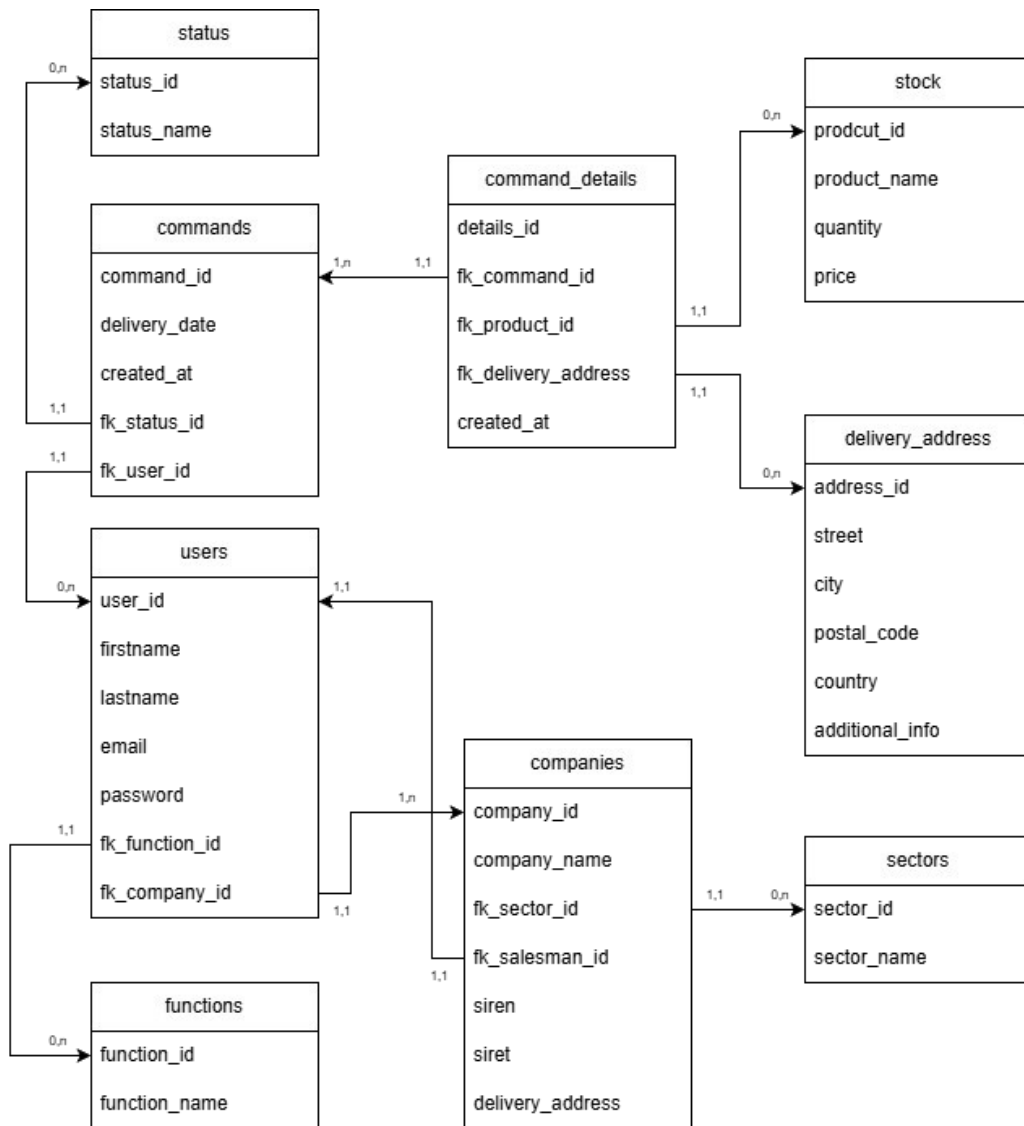 status
status_id
status_name
0,n
commands
command_id
delivery_date
created_at
fk_status_id
fk_user_id
1,n
1,1
1,1
command_details
details_id
fk_command_id
fk_product_id
fk_delivery_address
created_at
1,1
1,1
1,1
stock
prodcut_id
product_name
quantity
price
0,n
delivery_address
address_id
street
city
postal_code
country
additional_info
0,n
users
user_id
firstname
lastname
email
password
fk_function_id
fk_company_id
0,n
1,1
1,1
1,1
companies
company_id
company_name
fk_sector_id
fk_salesman_id
siren
siret
delivery_address
1,n
1,1
1,1
sectors
sector_id
sector_name
0,n
functions
function_id
function_name
0,n